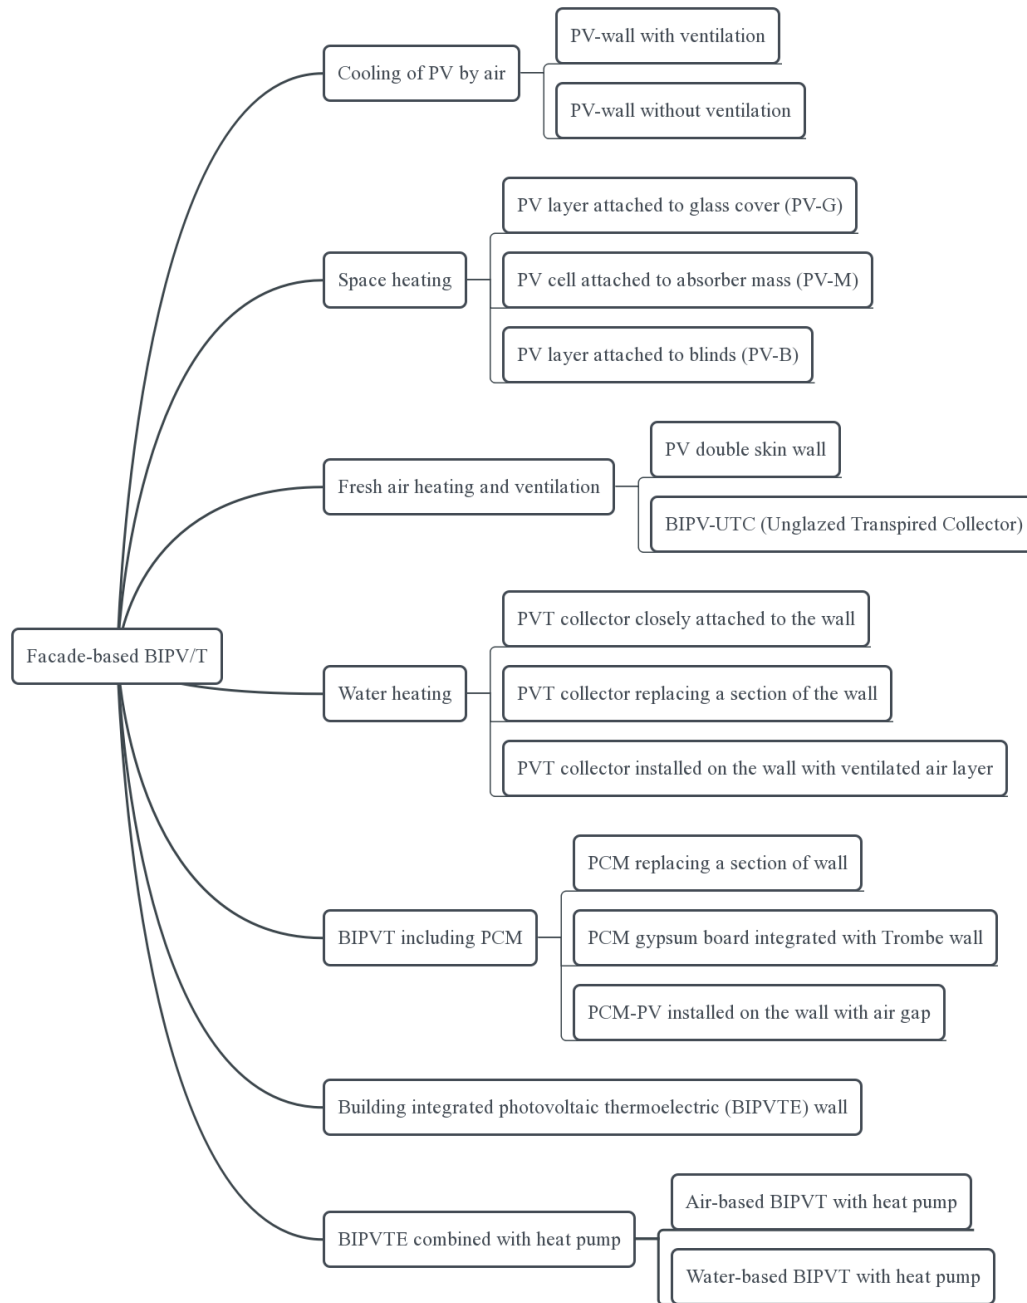 Facade-based BIPV/T
Cooling of PV by air
PV-wall with ventilation
PV-wall without ventilation
Space heating
PV layer attached to glass cover (PV-G)
PV cell attached to absorber mass (PV-M)
PV layer attached to blinds (PV-B)
Fresh air heating and ventilation
PV double skin wall
BIPV-UTC (Unglazed Transpired Collector)
Water heating
PVT collector closely attached to the wall
PVT collector replacing a section of the wall
PVT collector installed on the wall with ventilated air layer
BIPVT including PCM
PCM replacing a section of wall
PCM gypsum board integrated with Trombe wall
PCM-PV installed on the wall with air gap
Building integrated photovoltaic thermoelectric (BIPVTE) wall
BIPVTE combined with heat pump
Air-based BIPVT with heat pump
Water-based BIPVT with heat pump